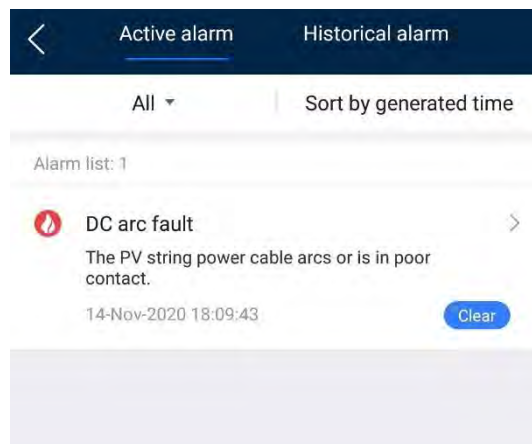 Active alarm Historical alarm
All Sort by generated time
Alarm list: 1
DC arc fault
The PV string power cable arcs or is in poor
contact.
14-Nov-2020 18:09:43 Clear